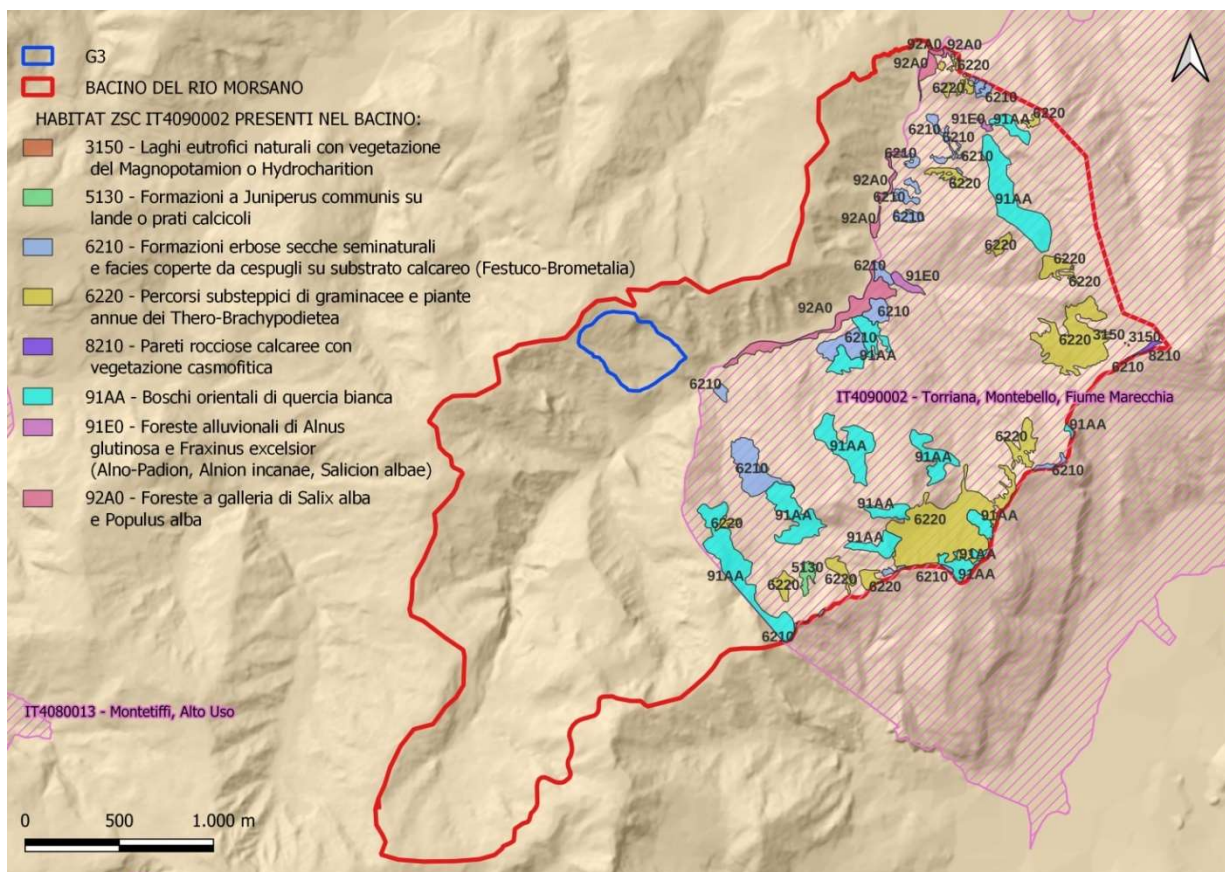 G3
BACINO DEL RIO MORSANO
HABITAT ZSC IT4090002 PRESENTI NEL BACINO:
3150 - Laghi eutrofici naturali con vegetazione
del Magnopotamion o Hydrocharition
5130 - Formazioni a Juniperus communis su
lande o prati calcicoli
6210 - Formazioni erbose secche seminaturali
e facies coperte da cespugli su substrato calcareo (Festuco-Brometalia)
6220 - Percorsi substeppici di graminacee e piante
annue dei Thero-Brachypodietea
8210 - Pareti rocciose calcaree con
vegetazione casmofitica
91AA - Boschi orientali di quercia bianca
91E0 - Foreste alluvionali di Alnus
glutinosa e Fraxinus excelsior
(Alno-Padion, Alnion incanae, Salicion albae)
92A0 - Foreste a galleria di Salix alba
e Populus alba
92A0
92A0
92A0
6220
6220
6210
6220
91E0
91AA
6210
6210
6210
6210
6220
92A0
6210
91AA
92A0
6210
6220
6220
6220
6210
91E0
92A0
6210
6220
3150
3150
6210
91AA
8210
6210
6210
IT4090002 - Torriana, Montebello, Fiume Marecchia
91AA
91AA
6220
91AA
6210
6210
91AA
91AA
6220
91AA
6220
91AA
91AA
5130
91AA
6220
6220
6220
6210
91AA
6210
IT4080013 - Montetiffi, Alto Uso
0
500
1.000 m